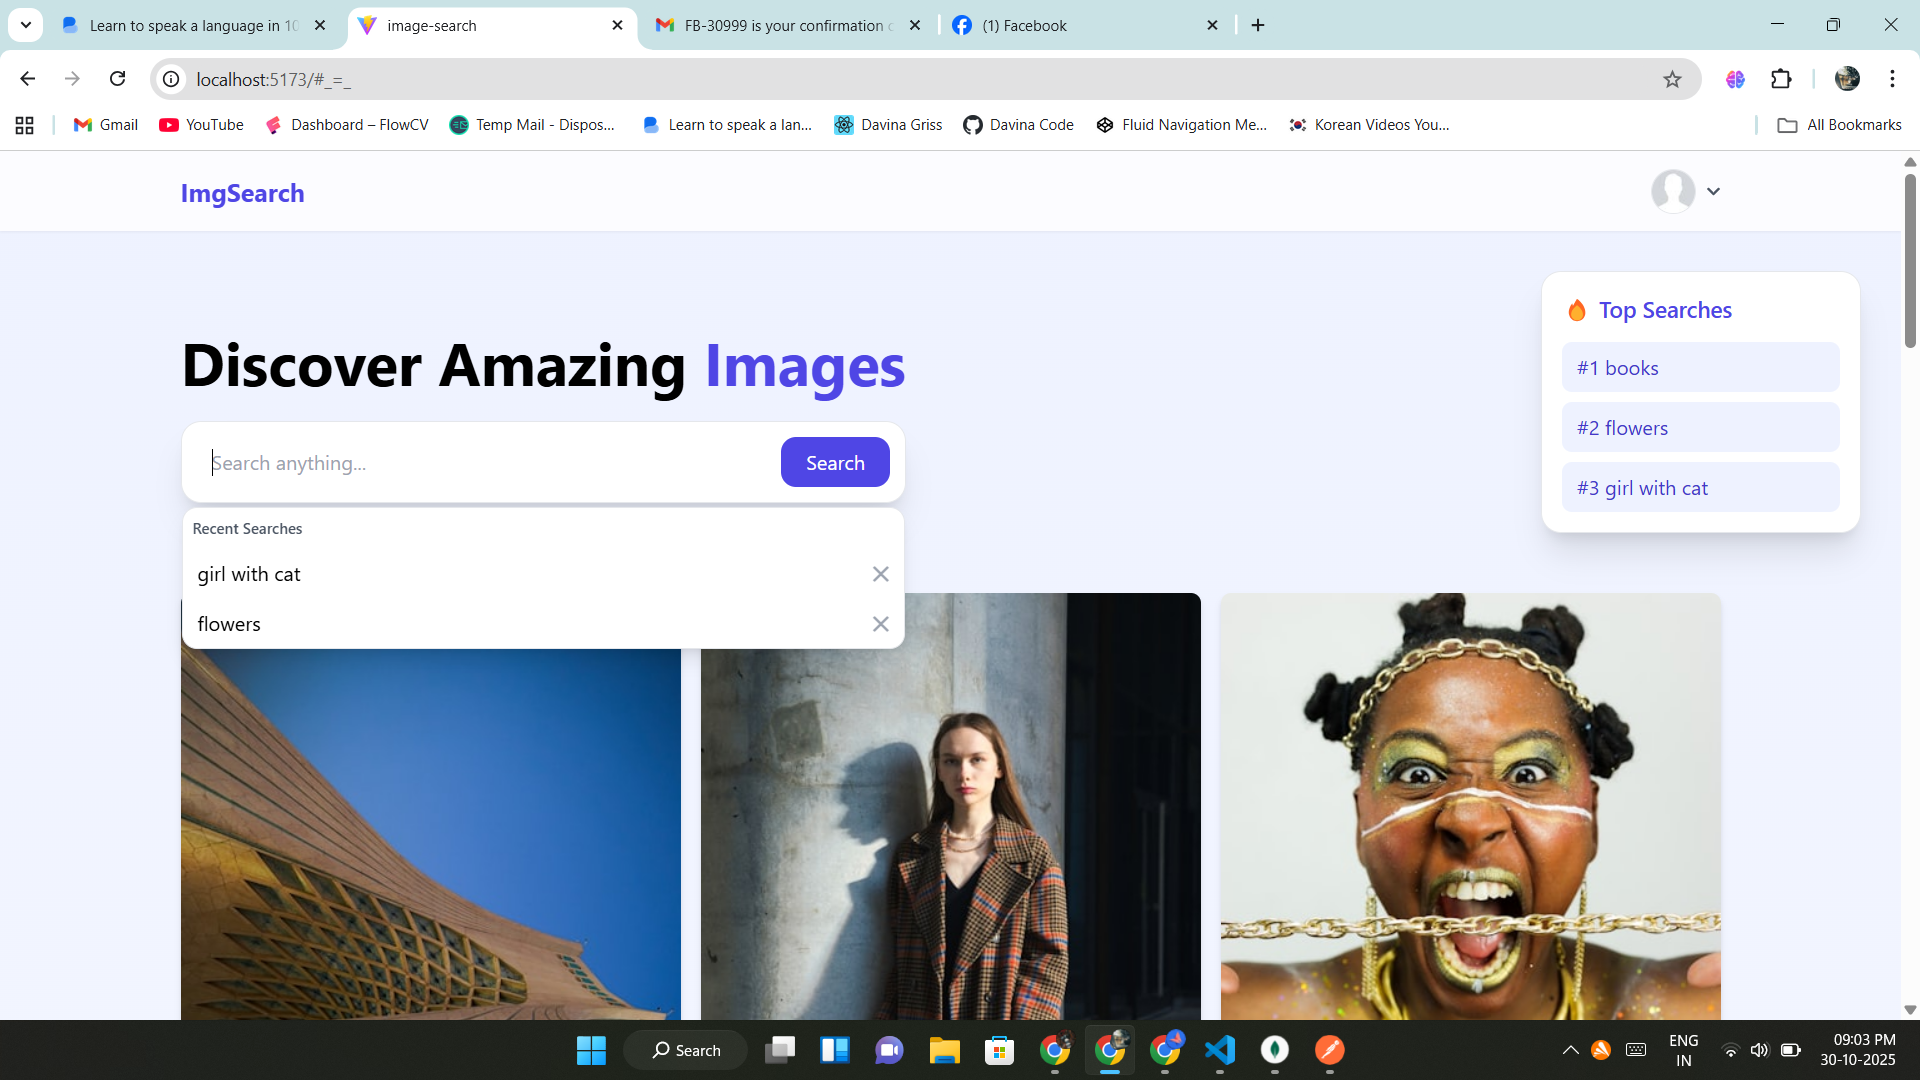 Learn to speak a language in 10
image-search
FB-30999 is your confirmation c
(1) Facebook
localhost:5173/#_=_
Gmail
YouTube
Dashboard – FlowCV
Temp Mail - Dispos...
Learn to speak a lan...
Davina Griss
Davina Code
Fluid Navigation Me...
Korean Videos You...
All Bookmarks
ImgSearch
Discover Amazing Images
Search anything...
Search
Recent Searches
girl with cat
flowers
Top Searches
#1 books
#2 flowers
#3 girl with cat
Search
ENG
IN
09:03 PM
30-10-2025